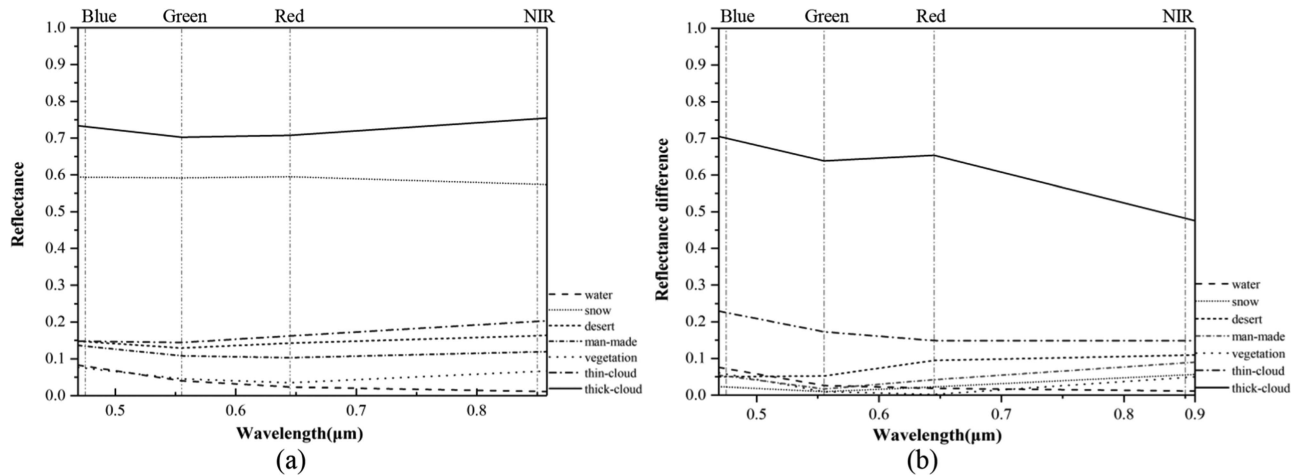 Blue Green Red NIR
1.0
0.9
0.8
0.7
0.6
0.5
0.4
0.3
0.2
0.1
0.0
Reflectance
0.5 0.6 0.7 0.8
Wavelength(μm)
water
snow
desert
man-made
vegetation
thin-cloud
thick-cloud
(a)
Blue Green Red NIR
1.0
0.9
0.8
0.7
0.6
0.5
0.4
0.3
0.2
0.1
0.0
Reflectance difference
0.5 0.6 0.7 0.8 0.9
Wavelength(μm)
water
snow
desert
man-made
vegetation
thin-cloud
thick-cloud
(b)